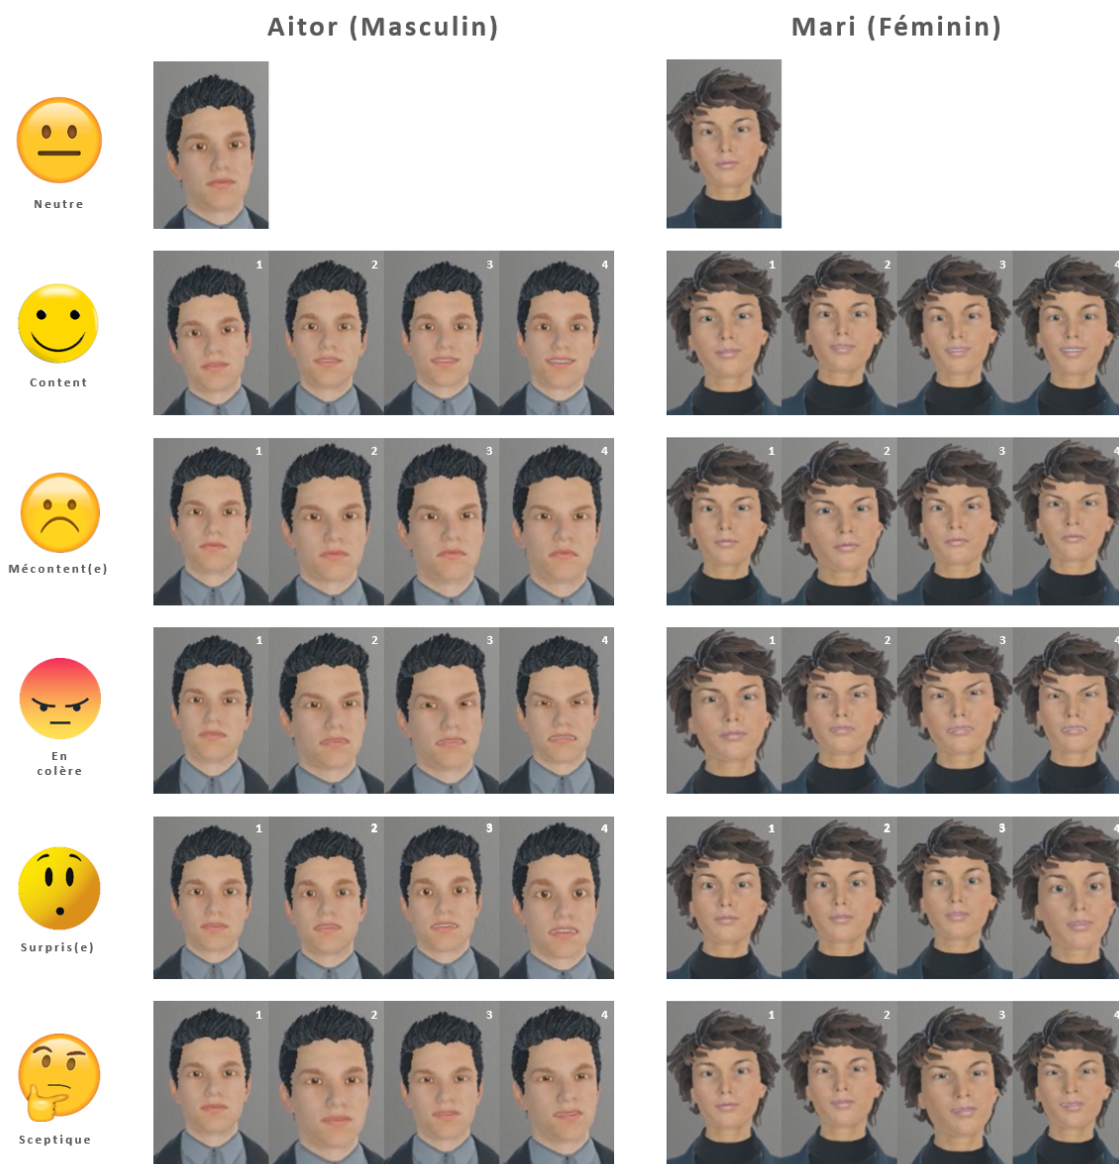 Aitor (Masculin) Mari (Féminin)
Neutre
1 2 3 4 1 2 3 4
Content
1 2 3 4 1 2 3 4
Mécontent(e)
1 2 3 4 1 2 3 4
En
colère
1 2 3 4 1 2 3 4
Surpris(e)
1 2 3 4 1 2 3 4
Sceptique